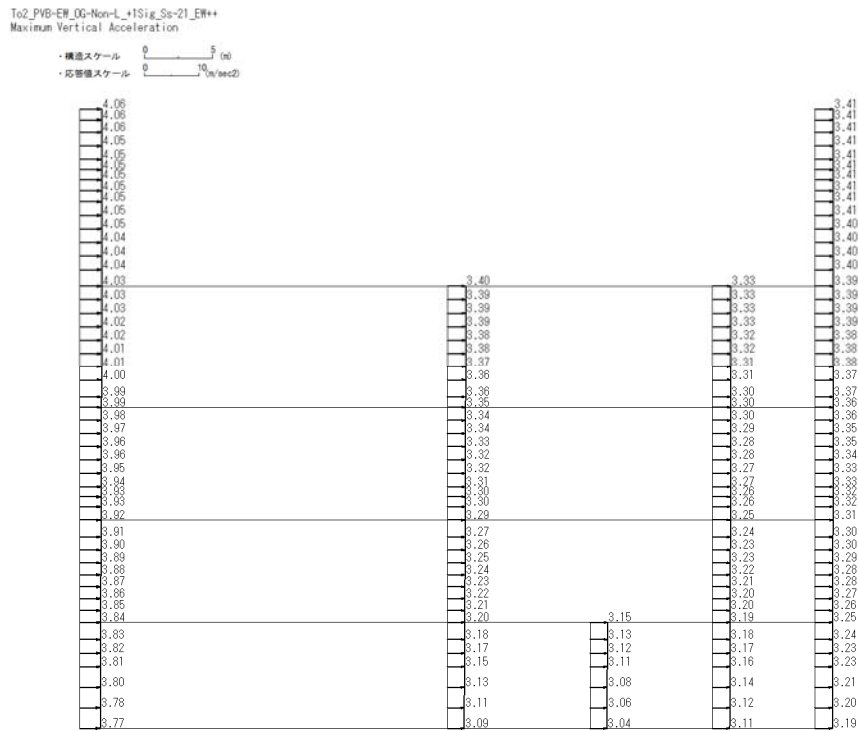 To2_PVB-EW_OG-Non-L_+1Sig_Ss-21_EW++
Maximum Vertical Acceleration
・構造スケール 0 5 (m)
・応答値スケール 0 10 (m/sec2)
4.06 3.41
4.06 3.41
4.06 3.41
4.05 3.41
4.05 3.41
4.05 3.41
4.05 3.41
4.05 3.41
4.05 3.41
4.05 3.41
4.05 3.40
4.04 3.40
4.04 3.40
4.04 3.40
4.03 3.40 3.33 3.39
4.03 3.39 3.33 3.39
4.03 3.39 3.33 3.39
4.02 3.39 3.33 3.39
4.02 3.38 3.32 3.38
4.01 3.38 3.32 3.38
4.01 3.37 3.31 3.38
4.00 3.36 3.31 3.37
3.99 3.36 3.30 3.37
3.99 3.35 3.30 3.36
3.98 3.34 3.30 3.36
3.97 3.34 3.29 3.35
3.96 3.33 3.28 3.35
3.96 3.32 3.28 3.34
3.95 3.32 3.27 3.33
3.94 3.31 3.27 3.33
3.93 3.30 3.26 3.32
3.93 3.30 3.26 3.32
3.92 3.29 3.25 3.31
3.91 3.27 3.24 3.30
3.90 3.26 3.23 3.30
3.89 3.25 3.23 3.29
3.88 3.24 3.22 3.28
3.87 3.23 3.21 3.28
3.86 3.22 3.20 3.27
3.85 3.21 3.20 3.26
3.84 3.20 3.15 3.19 3.25
3.83 3.18 3.13 3.18 3.24
3.82 3.17 3.12 3.17 3.23
3.81 3.15 3.11 3.16 3.23
3.80 3.13 3.08 3.14 3.21
3.78 3.11 3.06 3.12 3.20
3.77 3.09 3.04 3.11 3.19